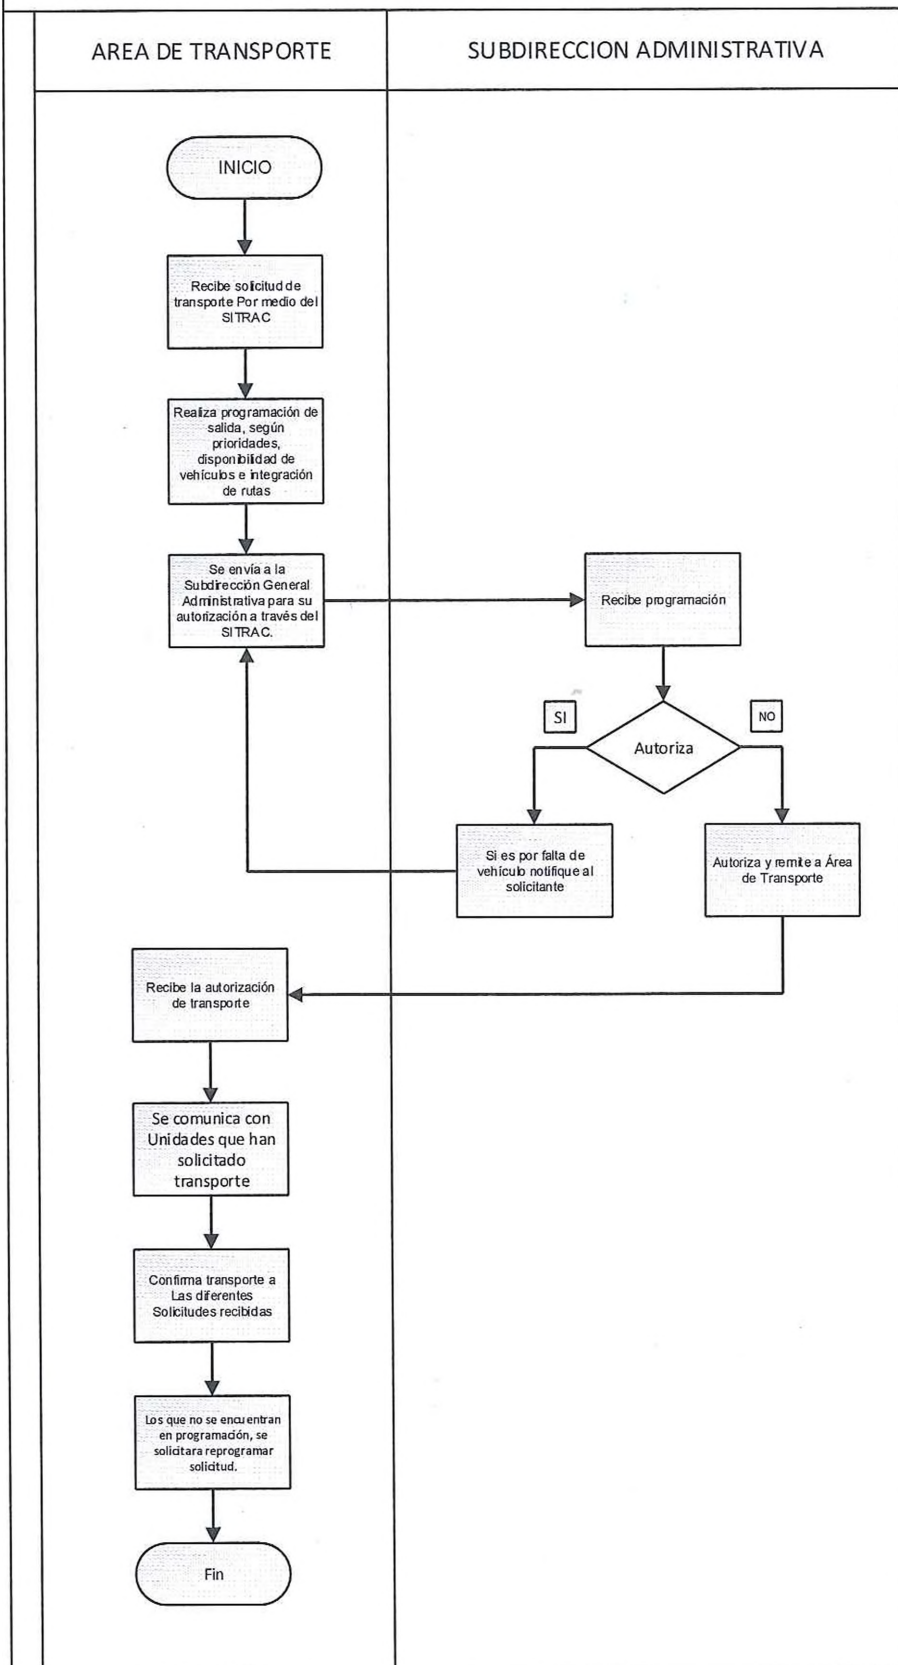 AREA DE TRANSPORTE
SUBDIRECCION ADMINISTRATIVA
INICIO
Recibe solicitud de
transporte Por medio del
SITRAC
Realiza programación de
salida, según
prioridades,
disponibilidad de
vehículos e integración
de rutas
Se envía a la
Subdirección General
Administrativa para su
autorización a través del
SITRAC.
Recibe programación
SI
NO
Autoriza
Si es por falta de
vehículo notifique al
solicitante
Autoriza y remite a Área
de Transporte
Recibe la autorización
de transporte
Se comunica con
Unidades que han
solicitado
transporte
Confirma transporte a
Las diferentes
Solicitudes recibidas
Los que no se encuentran
en programación, se
solicitara reprogramar
solicitud.
Fin